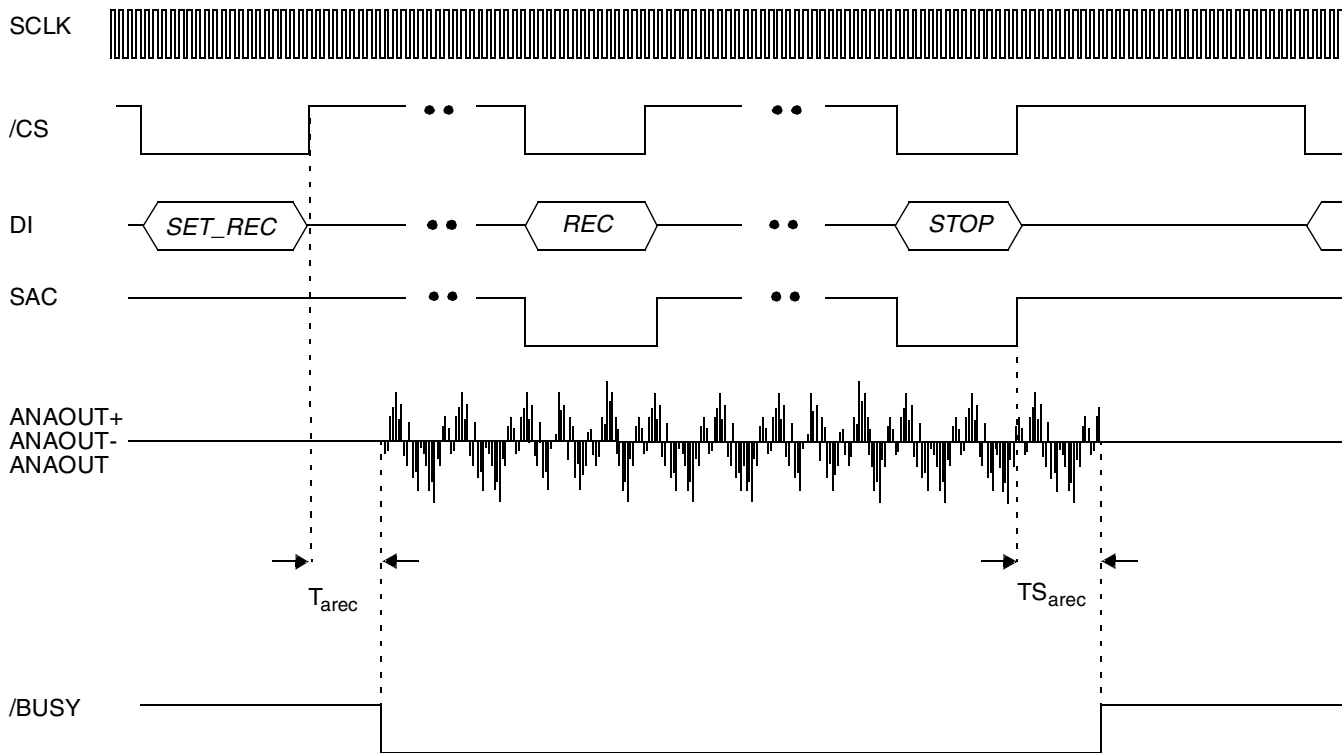 SCLK
/CS
DI
SET_REC
REC
STOP
SAC
ANAOUT+
ANAOUT-
ANAOUT
Tarec
TSarec
/BUSY